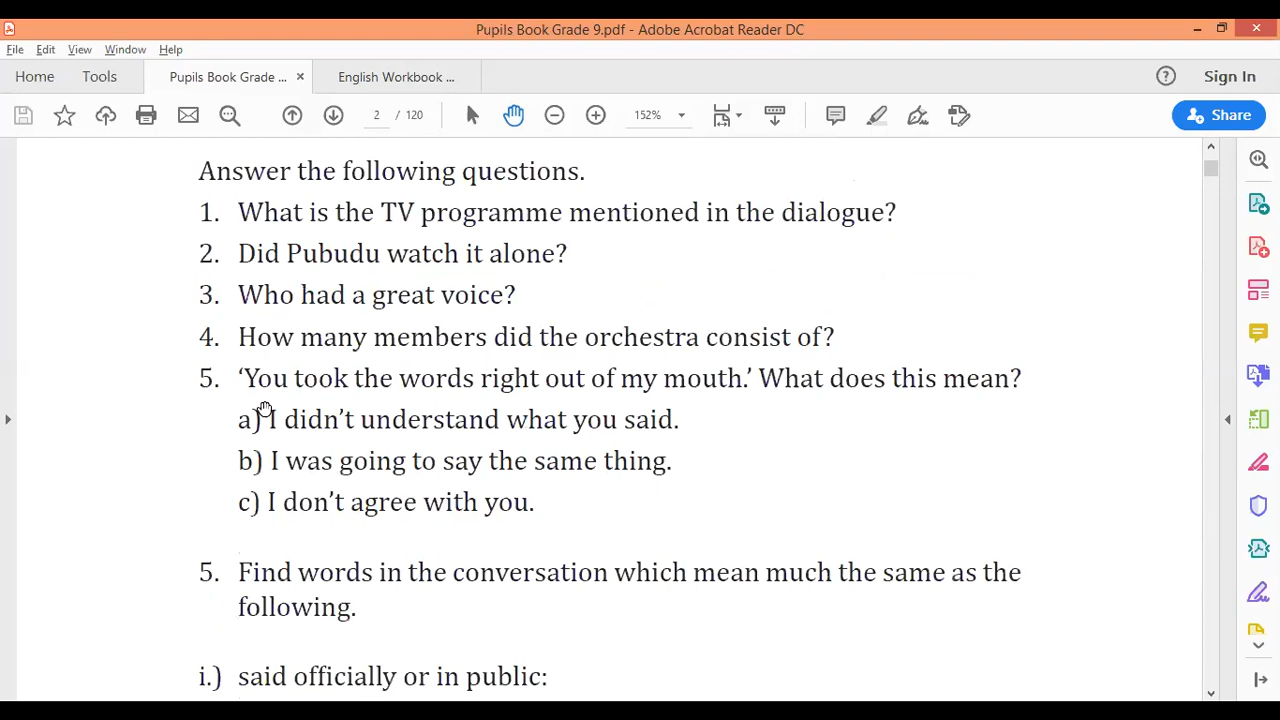 Pupils Book Grade 9.pdf - Adobe Acrobat Reader DC
File Edit View Window Help
Home Tools Pupils Book Grade ... × English Workbook ... Sign In
2 / 120 152% Share
Answer the following questions.
1. What is the TV programme mentioned in the dialogue?
2. Did Pubudu watch it alone?
3. Who had a great voice?
4. How many members did the orchestra consist of?
5. ‘You took the words right out of my mouth.’ What does this mean?
a) I didn’t understand what you said.
b) I was going to say the same thing.
c) I don’t agree with you.
5. Find words in the conversation which mean much the same as the
following.
i.) said officially or in public: